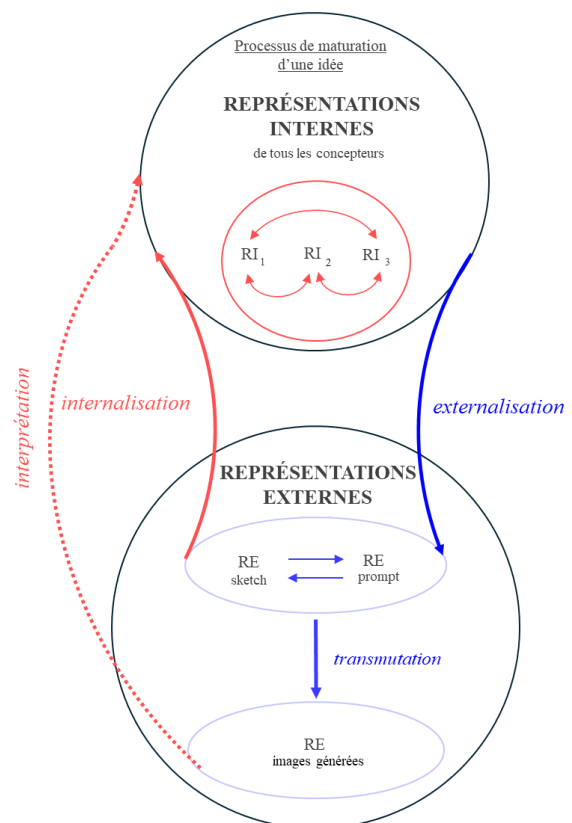 Processus de maturation
d’une idée
REPRÉSENTATIONS
INTERNES
de tous les concepteurs
RI1 RI2 RI3
interprétation
internalisation
externalisation
REPRÉSENTATIONS
EXTERNES
RE RE
sketch prompt
transmutation
RE
images générées